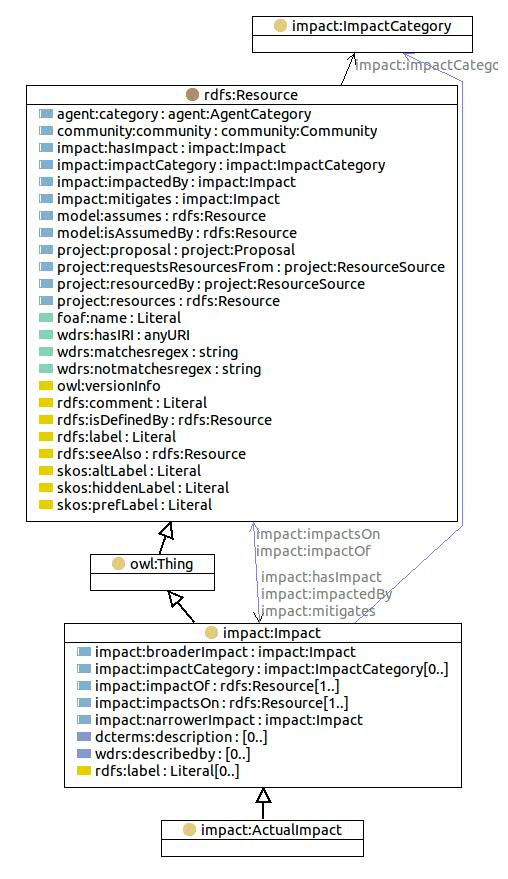 impact:ImpactCategory
impact:ImpactCatego
rdfs:Resource
agent:category : agent:AgentCategory
community:community : community:Community
impact:hasImpact : impact:Impact
impact:impactCategory : impact:ImpactCategory
impact:impactedBy : impact:Impact
impact:mitigates : impact:Impact
model:assumes : rdfs:Resource
model:isAssumedBy : rdfs:Resource
project:proposal : project:Proposal
project:requestsResourcesFrom : project:ResourceSource
project:resourcedBy : project:ResourceSource
project:resources : rdfs:Resource
foaf:name : Literal
wdrs:hasIRI : anyURI
wdrs:matchesregex : string
wdrs:notmatchesregex : string
owl:versionInfo
rdfs:comment : Literal
rdfs:isDefinedBy : rdfs:Resource
rdfs:label : Literal
rdfs:seeAlso : rdfs:Resource
skos:altLabel : Literal
skos:hiddenLabel : Literal
skos:prefLabel : Literal
impact:impactsOn
impact:impactOf
owl:Thing
impact:hasImpact
impact:impactedBy
impact:mitigates
impact:Impact
impact:broaderImpact : impact:Impact
impact:impactCategory : impact:ImpactCategory[0..]
impact:impactOf : rdfs:Resource[1..]
impact:impactsOn : rdfs:Resource[1..]
impact:narrowerImpact : impact:Impact
dcterms:description : [0..]
wdrs:describedby : [0..]
rdfs:label : Literal[0..]
impact:ActualImpact